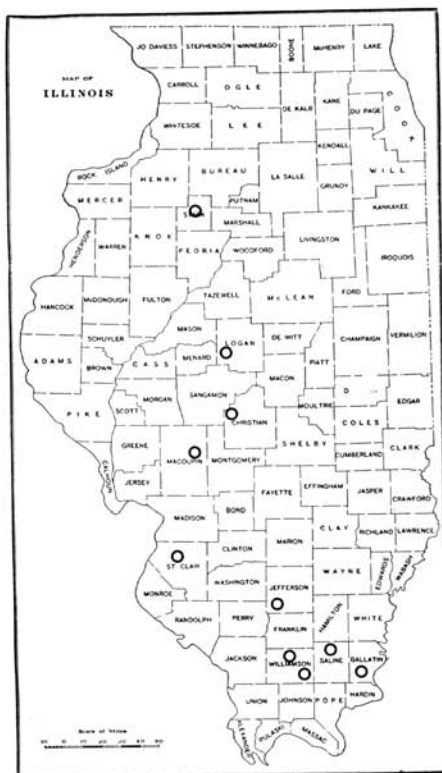 MAP OF
ILLINOIS
JO DAVIESS
STEPHENSON
WINNEBAGO
BOONE
McHENRY
LAKE
CARROLL
OGLE
DE KALB
KANE
COOK
DU PAGE
WHITESIDE
LEE
KENDALL
WILL
ROCK ISLAND
HENRY
BUREAU
LA SALLE
GRUNDY
MERCER
PUTNAM
KANKAKEE
STARK
MARSHALL
HENDERSON
WARREN
KNOX
PEORIA
WOODFORD
LIVINGSTON
IROQUOIS
HANCOCK
McDONOUGH
FULTON
TAZEWELL
McLEAN
FORD
MASON
SCHUYLER
LOGAN
DE WITT
CHAMPAIGN
VERMILION
ADAMS
BROWN
CASS
MENARD
PIATT
MACON
MORGAN
SANGAMON
PIKE
SCOTT
CHRISTIAN
MOULTRIE
D
EDGAR
COLES
GREENE
SHELBY
CUMBERLAND
CLARK
CALHOUN
JERSEY
MACOUPIN
MONTGOMERY
FAYETTE
EFFINGHAM
JASPER
CRAWFORD
MADISON
BOND
CLAY
RICHLAND
LAWRENCE
MARION
CLINTON
ST CLAIR
WAYNE
EDWARDS
WABASH
WASHINGTON
JEFFERSON
MONROE
RANDOLPH
PERRY
HAMILTON
WHITE
FRANKLIN
JACKSON
WILLIAMSON
SALINE
GALLATIN
HARDIN
UNION
JOHNSON
POPE
ALEXANDER
PULASKI
MASSAC
Scale of Miles